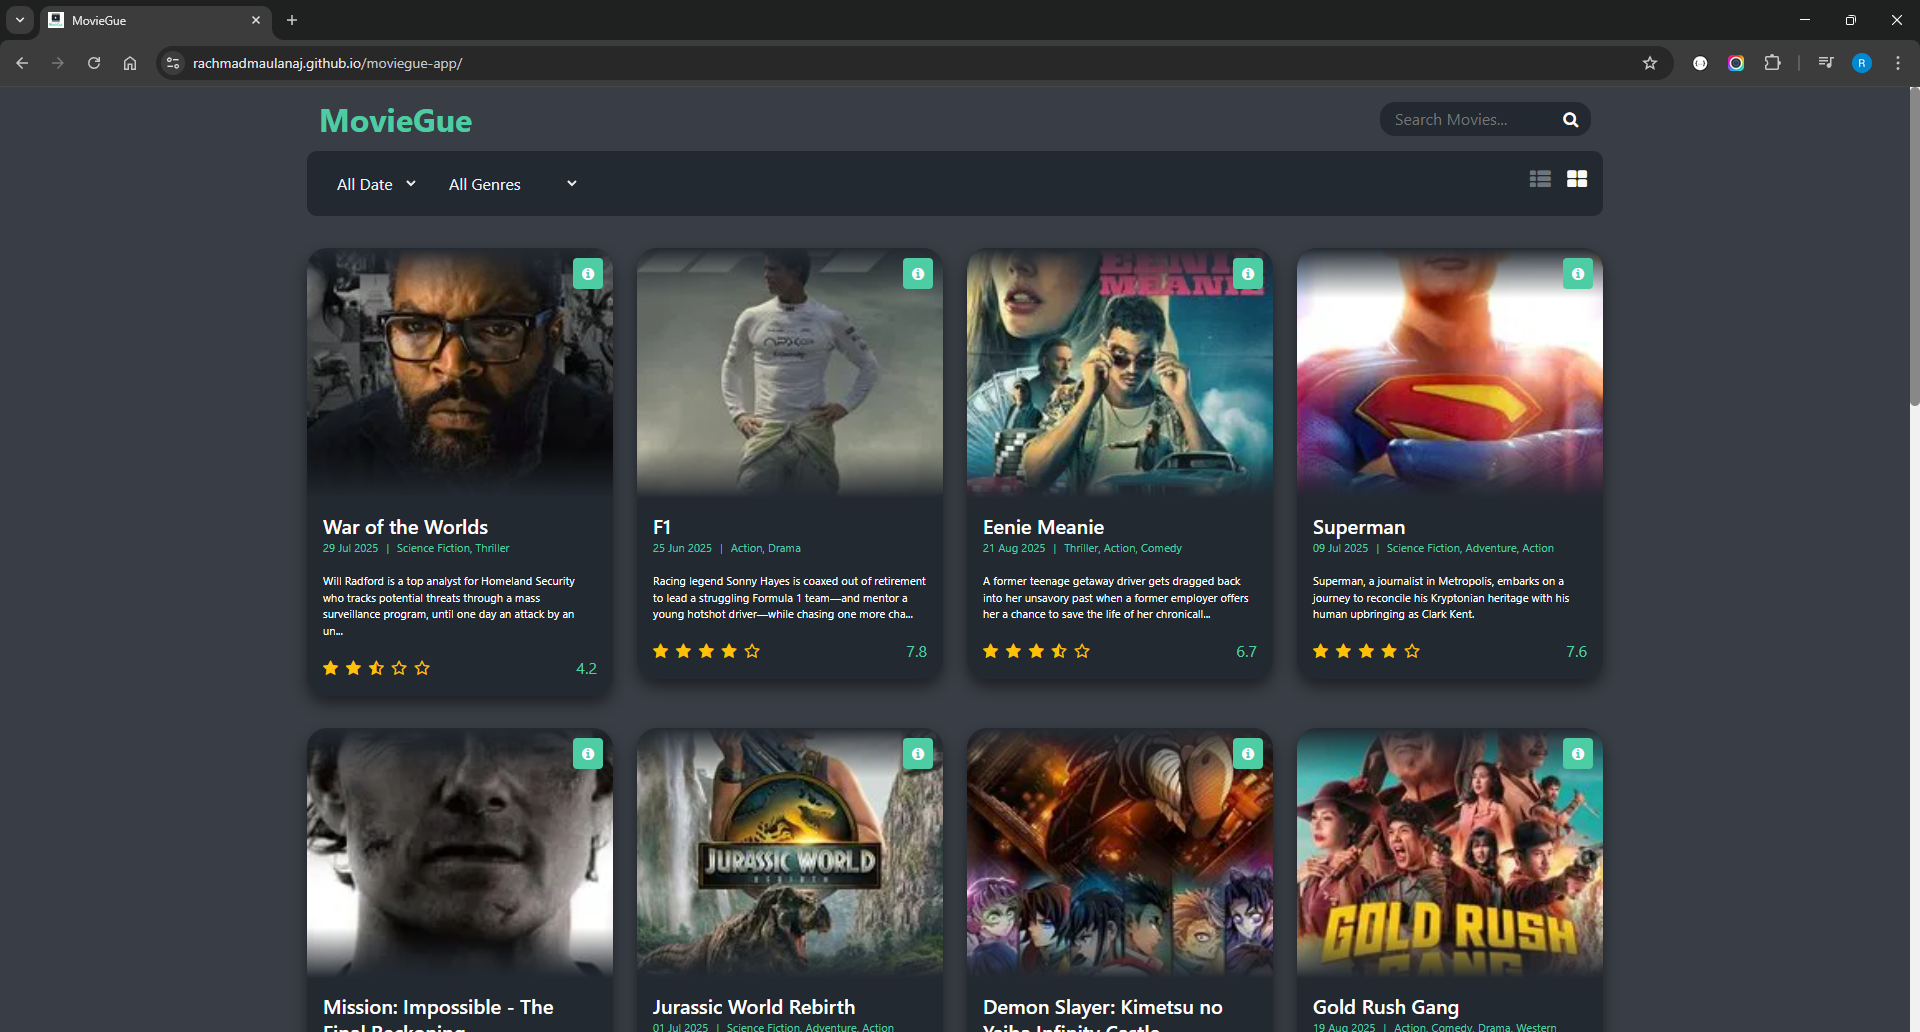 MovieGue
rachmadmaulanaj.github.io/moviegue-app/
R
MovieGue
Search Movies...
All Date
All Genres
EENIE
MEANIE
War of the Worlds
29 Jul 2025 | Science Fiction, Thriller
Will Radford is a top analyst for Homeland Security
who tracks potential threats through a mass
surveillance program, until one day an attack by an
un...
4.2
F1
25 Jun 2025 | Action, Drama
Racing legend Sonny Hayes is coaxed out of retirement
to lead a struggling Formula 1 team—and mentor a
young hotshot driver—while chasing one more cha...
7.8
Eenie Meanie
21 Aug 2025 | Thriller, Action, Comedy
A former teenage getaway driver gets dragged back
into her unsavory past when a former employer offers
her a chance to save the life of her chronicall...
6.7
Superman
09 Jul 2025 | Science Fiction, Adventure, Action
Superman, a journalist in Metropolis, embarks on a
journey to reconcile his Kryptonian heritage with his
human upbringing as Clark Kent.
7.6
JURASSIC WORLD
REBIRTH
GOLD RUSH
GANG
Mission: Impossible - The
Final Reckoning
Jurassic World Rebirth
01 Jul 2025 | Science Fiction, Adventure, Action
Demon Slayer: Kimetsu no
Yaiba Infinity Castle
Gold Rush Gang
19 Aug 2025 | Action, Comedy, Drama, Western